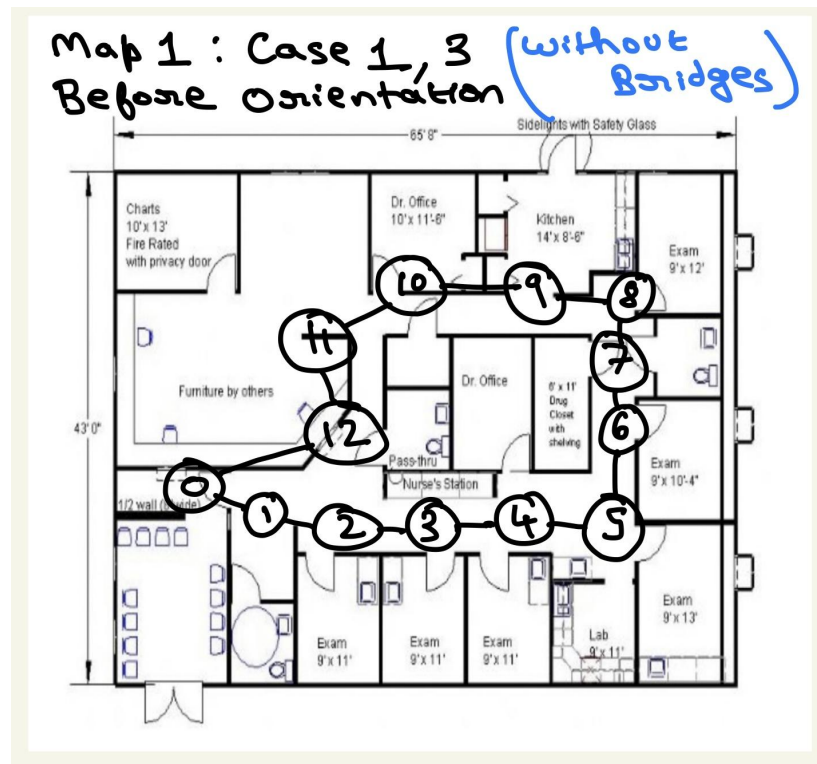 Map 1 : Case 1, 3 (without Bridges)
Before Orientation
Sidelights with Safety Glass
65' 8"
Charts
10' x 13'
Fire Rated
with privacy door
Dr. Office
10' x 11'-6"
Kitchen
14' x 8'-6"
Exam
9' x 12'
10
9
8
11
7
Furniture by others
Dr. Office
6' x 11'
Drug
Closet
with
shelving
43' 0"
12
6
Pass-thru
Exam
9' x 10'-4"
0
Nurse's Station
1/2 wall
wide)
1
2
3
4
5
Exam
9' x 13'
Exam
9' x 11'
Exam
9' x 11'
Exam
9' x 11'
Lab
9' x 11'